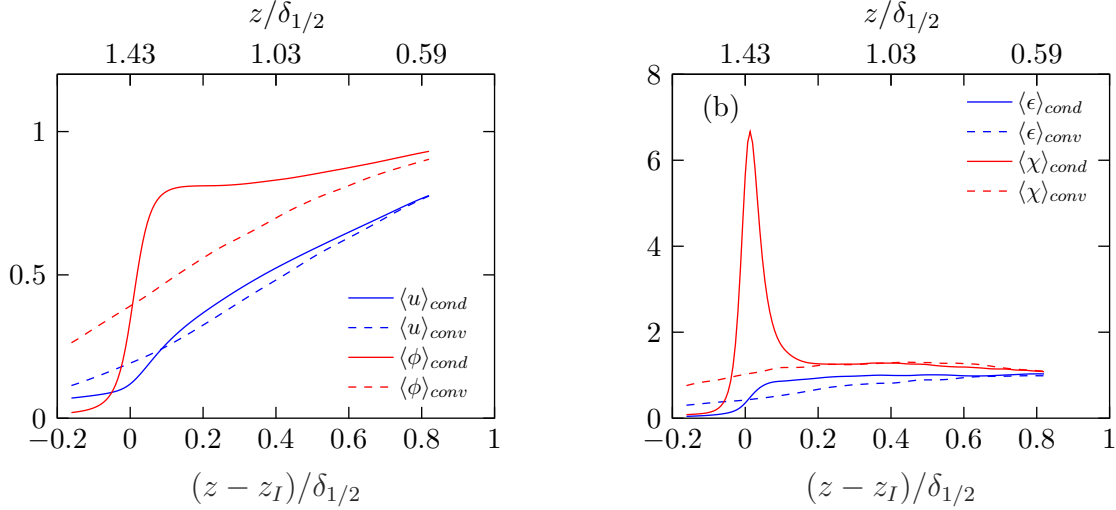 z/δ1/2
1.43 1.03 0.59
1
0.5
0
⟨u⟩cond
⟨u⟩conv
⟨ϕ⟩cond
⟨ϕ⟩conv
−0.2 0 0.2 0.4 0.6 0.8 1
(z − zI)/δ1/2
z/δ1/2
1.43 1.03 0.59
(b)
8
6
4
2
0
⟨ϵ⟩cond
⟨ϵ⟩conv
⟨χ⟩cond
⟨χ⟩conv
−0.2 0 0.2 0.4 0.6 0.8 1
(z − zI)/δ1/2